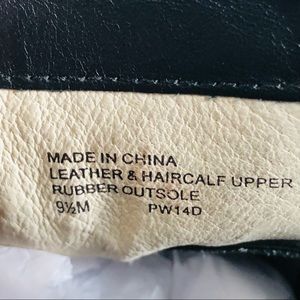 MADE IN CHINA
LEATHER & HAIRCALF UPPER
RUBBER OUTSOLE
9½M PW14D